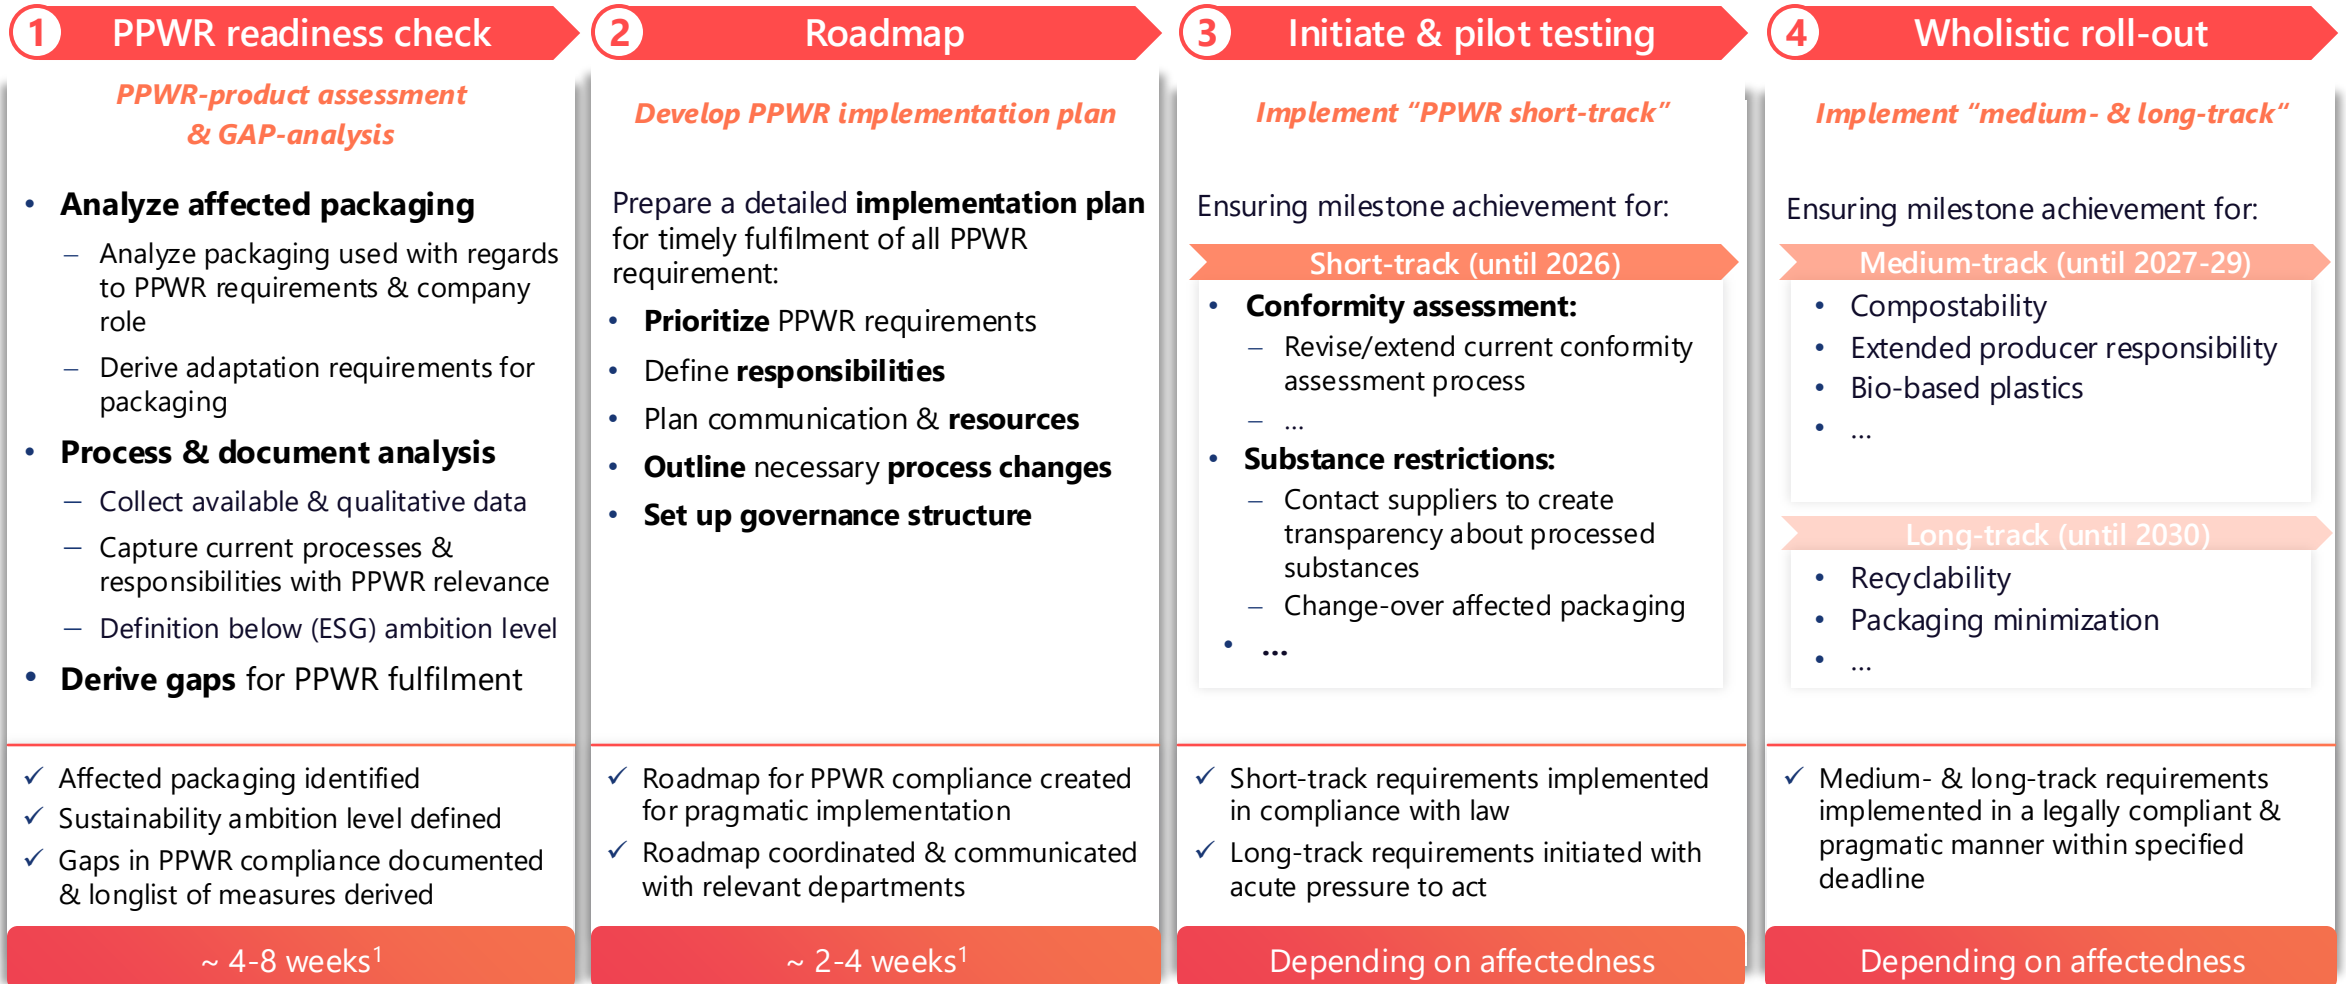 1 PPWR readiness check
PPWR-product assessment
& GAP-analysis
• Analyze affected packaging
– Analyze packaging used with regards
to PPWR requirements & company
role
– Derive adaptation requirements for
packaging
• Process & document analysis
– Collect available & qualitative data
– Capture current processes &
responsibilities with PPWR relevance
– Definition below (ESG) ambition level
• Derive gaps for PPWR fulfilment
✓ Affected packaging identified
✓ Sustainability ambition level defined
✓ Gaps in PPWR compliance documented
& longlist of measures derived
~ 4-8 weeks¹
2 Roadmap
Develop PPWR implementation plan
Prepare a detailed implementation plan
for timely fulfilment of all PPWR
requirement:
• Prioritize PPWR requirements
• Define responsibilities
• Plan communication & resources
• Outline necessary process changes
• Set up governance structure
✓ Roadmap for PPWR compliance created
for pragmatic implementation
✓ Roadmap coordinated & communicated
with relevant departments
~ 2-4 weeks¹
3 Initiate & pilot testing
Implement “PPWR short-track”
Ensuring milestone achievement for:
Short-track (until 2026)
• Conformity assessment:
– Revise/extend current conformity
assessment process
– ...
• Substance restrictions:
– Contact suppliers to create
transparency about processed
substances
– Change-over affected packaging
• ...
✓ Short-track requirements implemented
in compliance with law
✓ Long-track requirements initiated with
acute pressure to act
Depending on affectedness
4 Wholistic roll-out
Implement “medium- & long-track“
Ensuring milestone achievement for:
Medium-track (until 2027-29)
• Compostability
• Extended producer responsibility
• Bio-based plastics
• ...
Long-track (until 2030)
• Recyclability
• Packaging minimization
• ...
✓ Medium- & long-track requirements
implemented in a legally compliant &
pragmatic manner within specified
deadline
Depending on affectedness